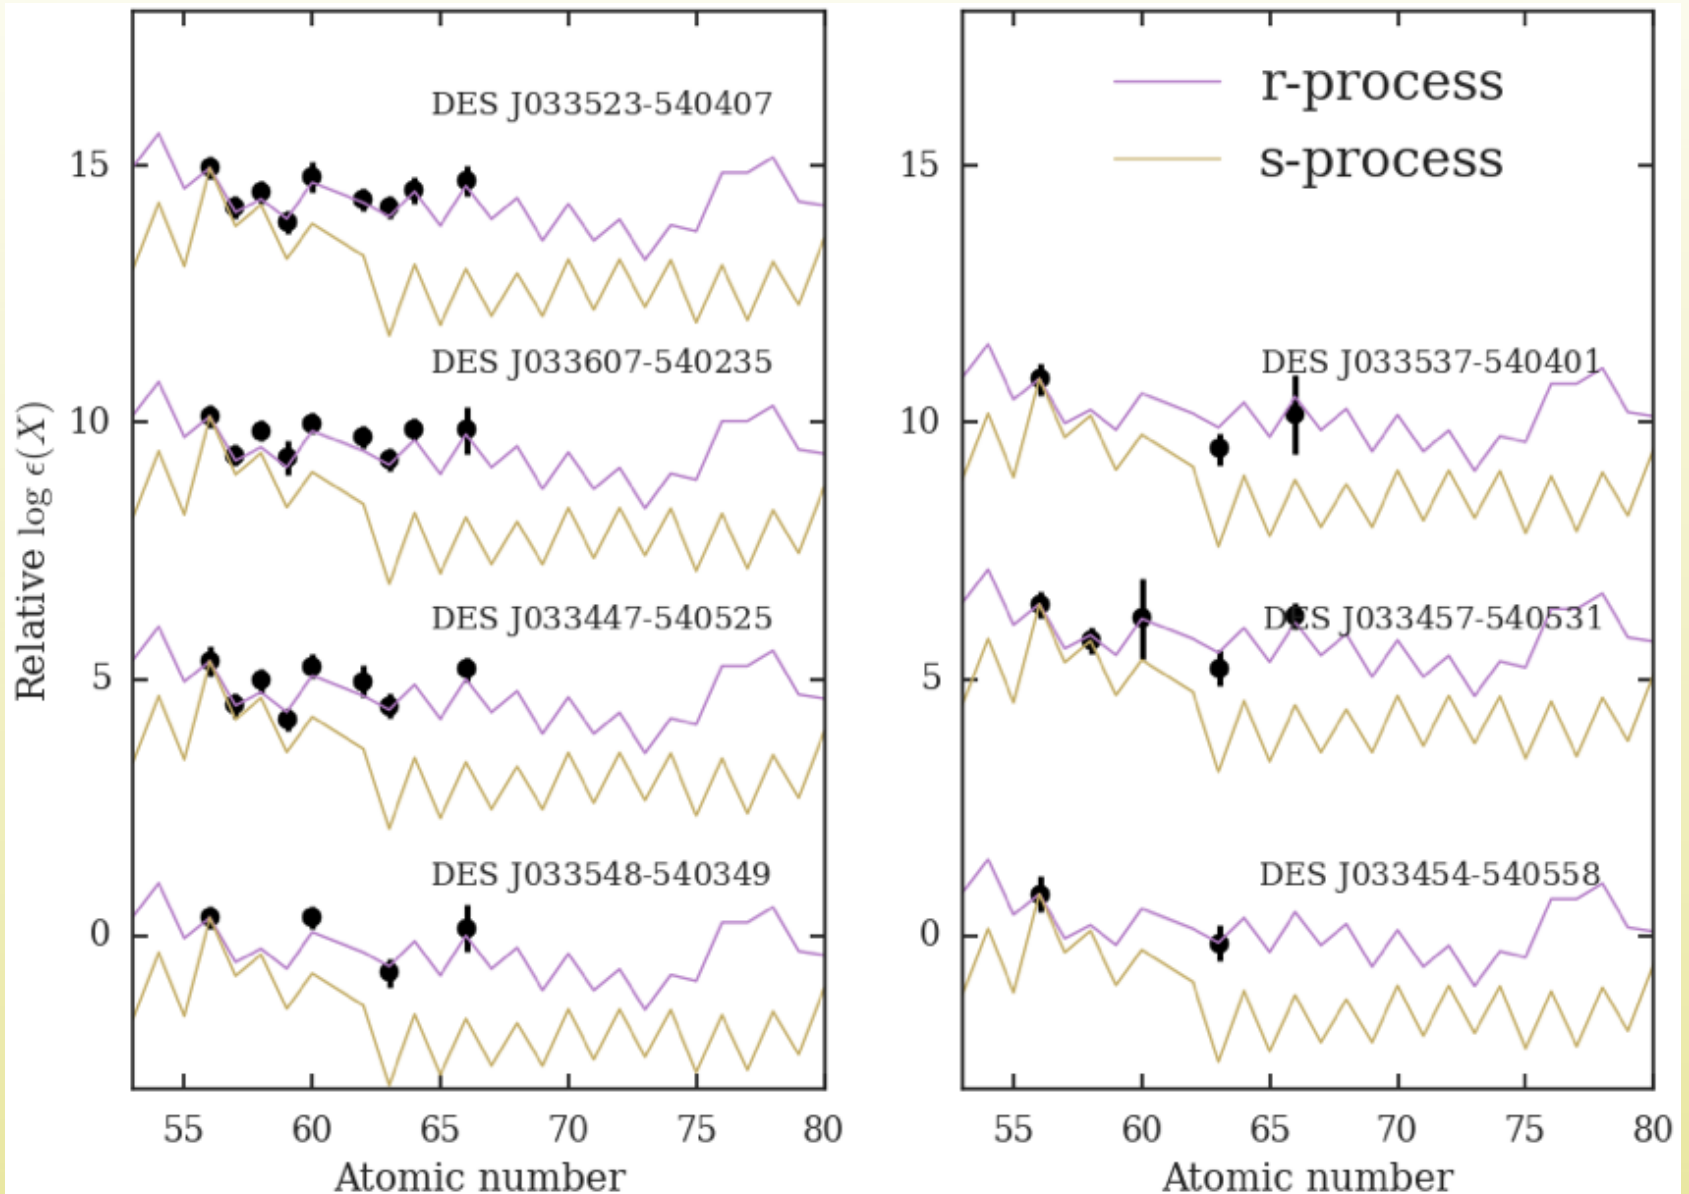 DES J033523-540407
DES J033607-540235
DES J033447-540525
DES J033548-540349
15
10
5
0
Relative log ϵ(X)
55 60 65 70 75 80
Atomic number
r-process
s-process
DES J033537-540401
DES J033457-540531
DES J033454-540558
15
10
5
0
55 60 65 70 75 80
Atomic number